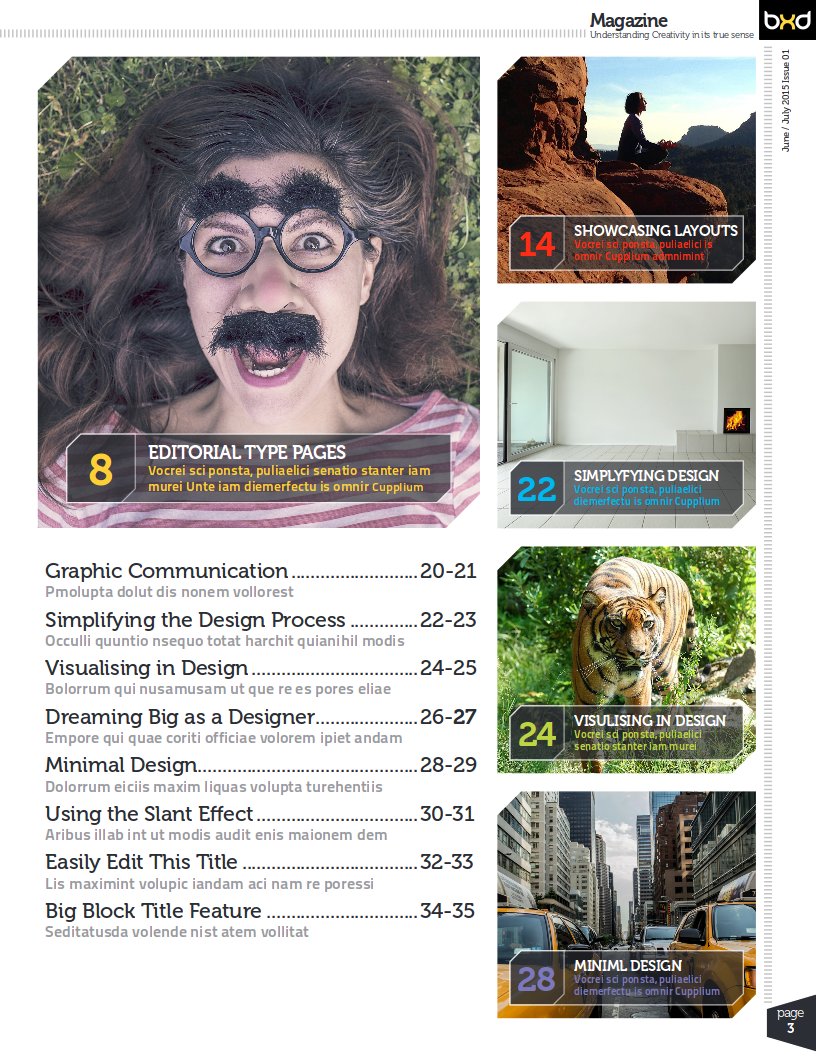 Magazine
Understanding Creativity in its true sense
bxd
June / July 2015 Issue 01
8
EDITORIAL TYPE PAGES
Vocrei sci ponsta, puliaelici senatio stanter iam
murei Unte iam diemerfectu is omnir Cupplium
14
SHOWCASING LAYOUTS
Vocrei sci ponsta, puliaelici is
omnir Cupplium admnimint
22
SIMPLYFYING DESIGN
Vocrei sci ponsta, puliaelici
diemerfectu is omnir Cupplium
24
VISULISING IN DESIGN
Vocrei sci ponsta, puliaelici
senatio stanter iam murei
28
MINIML DESIGN
Vocrei sci ponsta, puliaelici
diemerfectu is omnir Cupplium
Graphic Communication ..........................20-21
Pmolupta dolut dis nonem vollorest
Simplifying the Design Process ..............22-23
Occulli quuntio nsequo totat harchit quianihil modis
Visualising in Design ..................................24-25
Bolorrum qui nusamusam ut que re es pores eliae
Dreaming Big as a Designer.....................26-27
Empore qui quae coriti officiae volorem ipiet andam
Minimal Design.............................................28-29
Dolorrum eiciis maxim liquas volupta turehentiis
Using the Slant Effect .................................30-31
Aribus illab int ut modis audit enis maionem dem
Easily Edit This Title ....................................32-33
Lis maximint volupic iandam aci nam re poressi
Big Block Title Feature ...............................34-35
Seditatusda volende nist atem vollitat
page
3